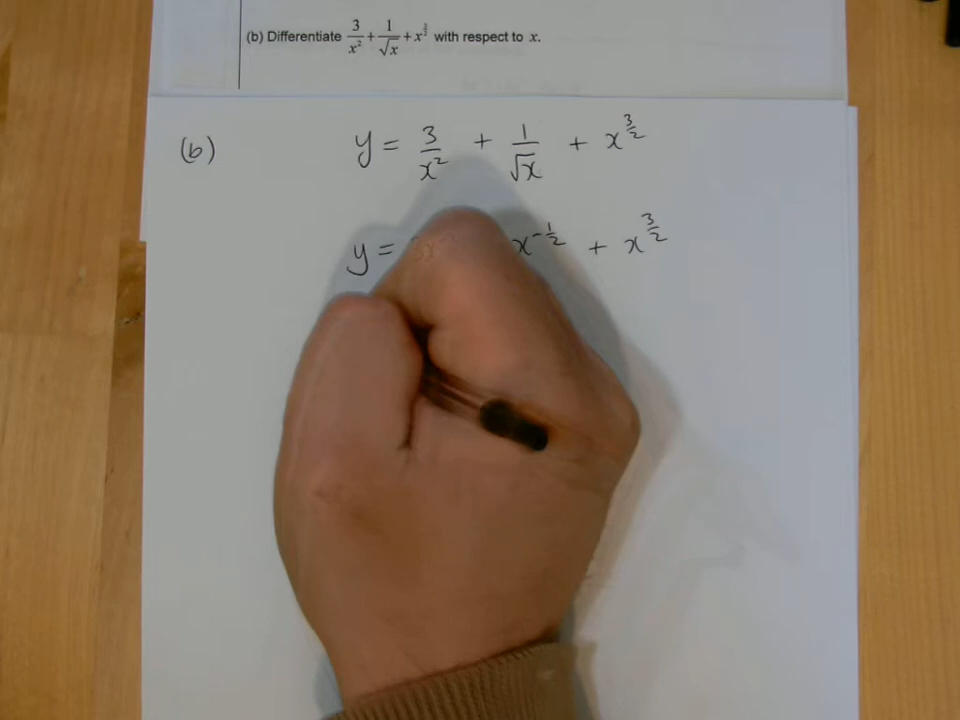 (b) Differentiate 3/x² + 1/√x + x^(3/2) with respect to x.
(b) y = 3/x² + 1/√x + x^(3/2)
y = x^(-1/2) + x^(3/2)